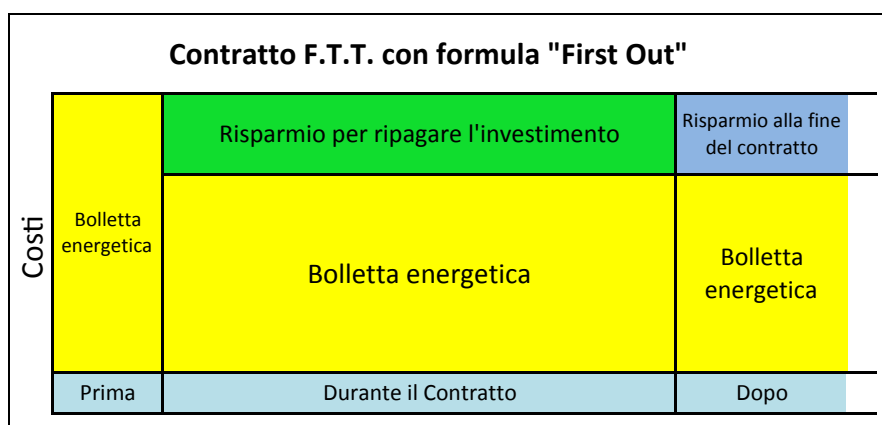 Contratto F.T.T. con formula "First Out"
Costi
Bolletta
energetica
Risparmio per ripagare l'investimento
Risparmio alla fine
del contratto
Bolletta energetica
Bolletta
energetica
Prima
Durante il Contratto
Dopo